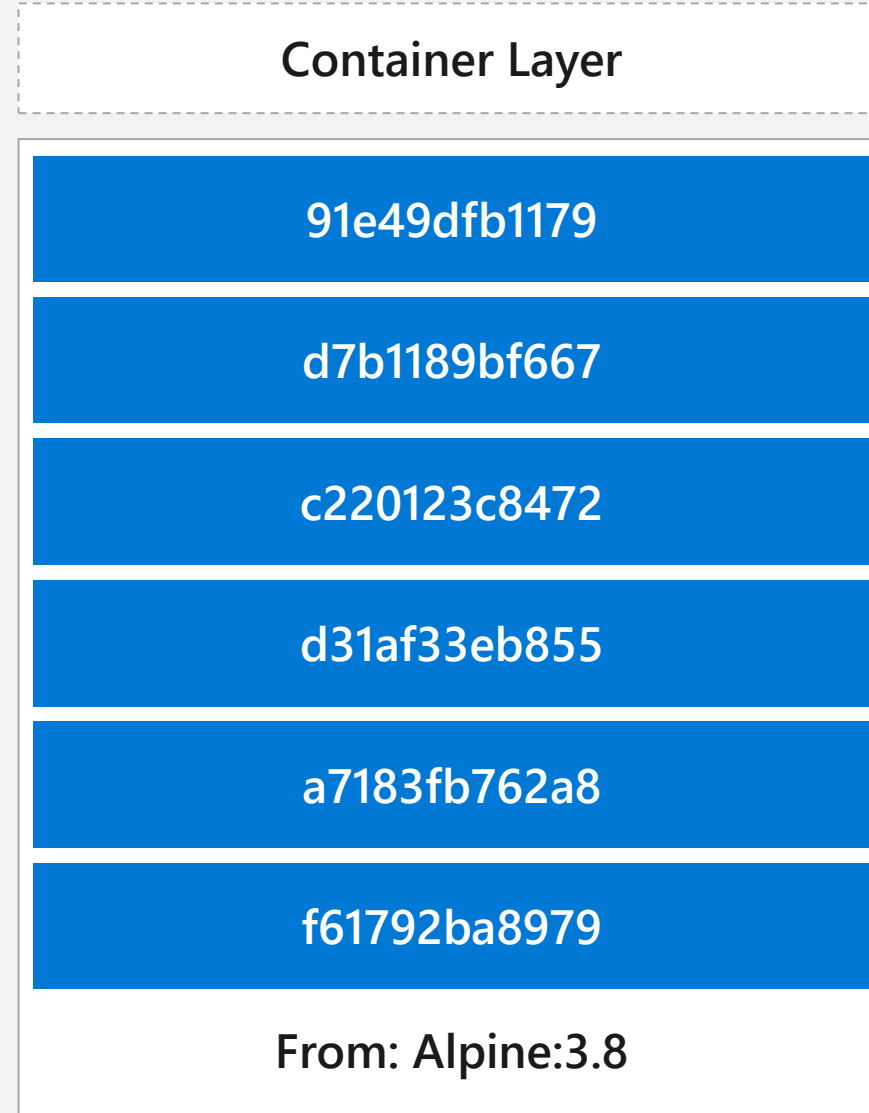 Container Layer
91e49dfb1179
d7b1189bf667
c220123c8472
d31af33eb855
a7183fb762a8
f61792ba8979
From: Alpine:3.8